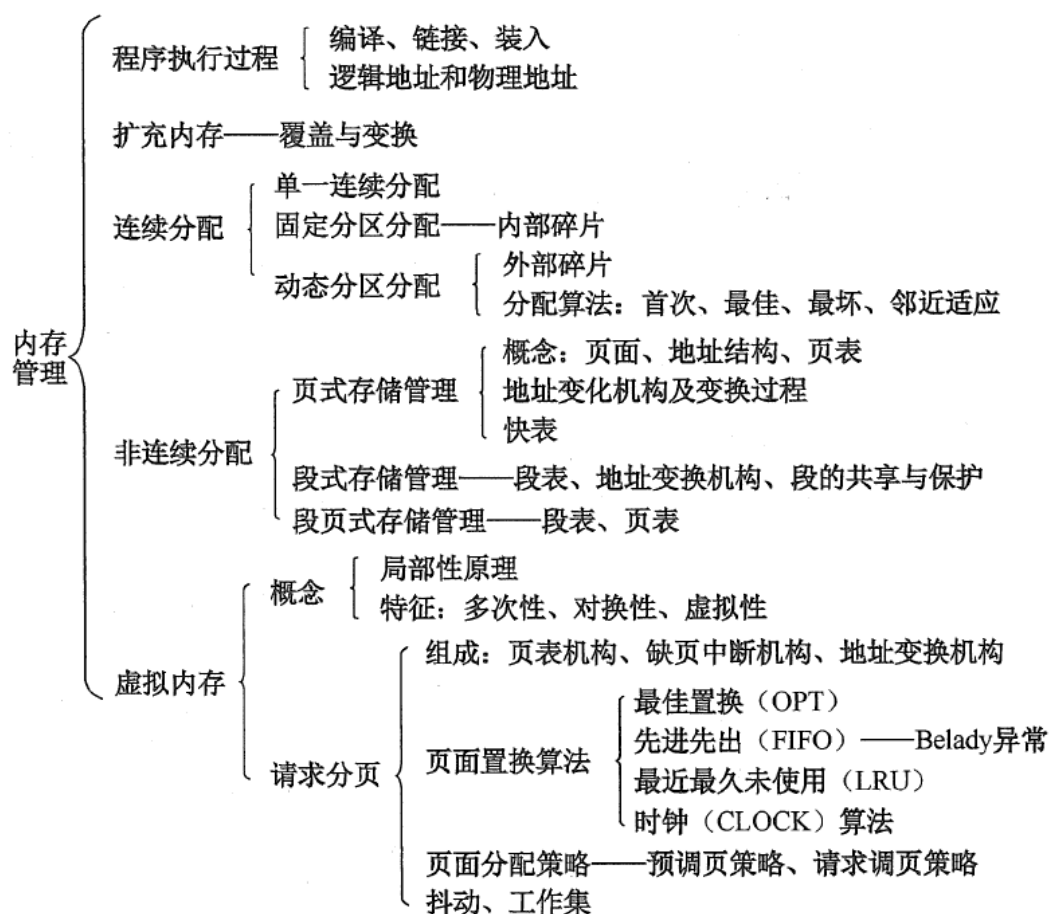 程序执行过程
编译、链接、装入
逻辑地址和物理地址
扩充内存——覆盖与变换
连续分配
单一连续分配
固定分区分配——内部碎片
动态分区分配
外部碎片
分配算法：首次、最佳、最坏、邻近适应
内存
管理
非连续分配
页式存储管理
概念：页面、地址结构、页表
地址变化机构及变换过程
快表
段式存储管理——段表、地址变换机构、段的共享与保护
段页式存储管理——段表、页表
虚拟内存
概念
局部性原理
特征：多次性、对换性、虚拟性
请求分页
组成：页表机构、缺页中断机构、地址变换机构
页面置换算法
最佳置换（OPT）
先进先出（FIFO）——Belady异常
最近最久未使用（LRU）
时钟（CLOCK）算法
页面分配策略——预调页策略、请求调页策略
抖动、工作集